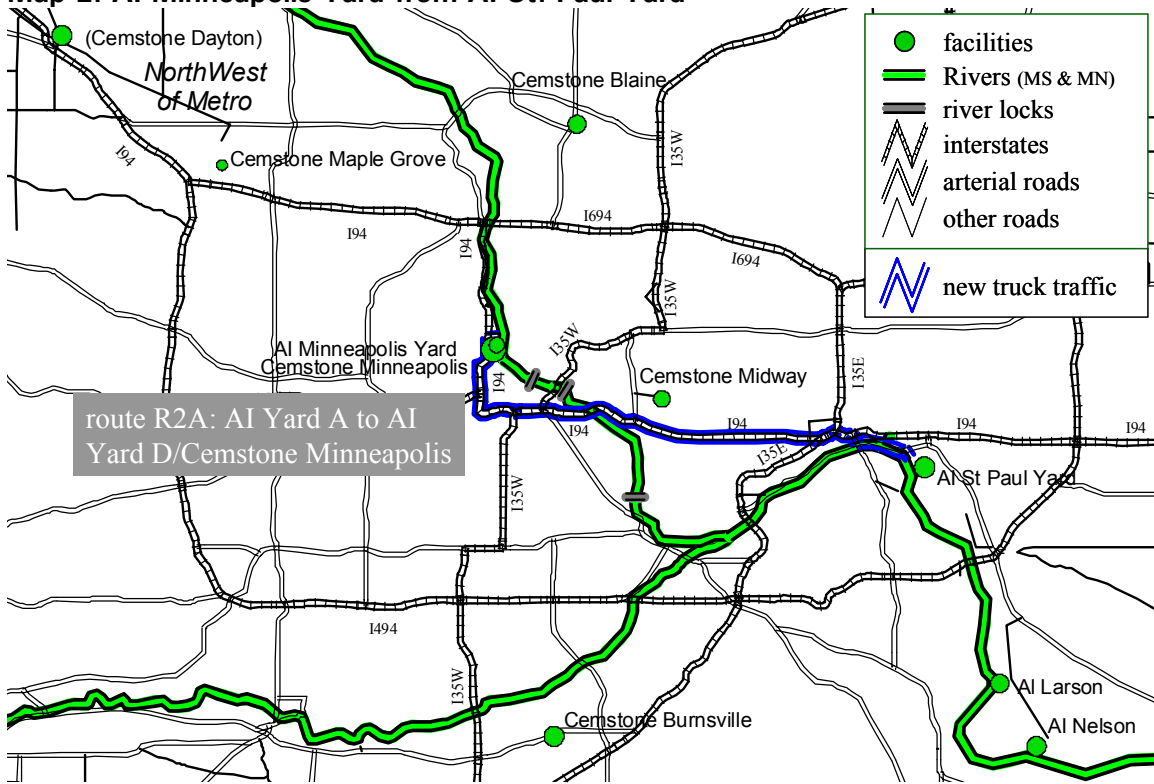 Map 2: AI Minneapolis Yard from AI St. Paul Yard
(Cemstone Dayton)
NorthWest
of Metro
Cemstone Blaine
facilities
Rivers (MS & MN)
river locks
interstates
arterial roads
other roads
new truck traffic
I94
Cemstone Maple Grove
I35W
I94
I94
I694
I694
I35W
I35W
AI Minneapolis Yard
Cemstone Minneapolis
I94
Cemstone Midway
I35E
route R2A: AI Yard A to AI
Yard D/Cemstone Minneapolis
I94
I94
I94
I94
I35E
I35W
AI St Paul Yard
I494
I35W
AI Larson
Cemstone Burnsville
AI Nelson